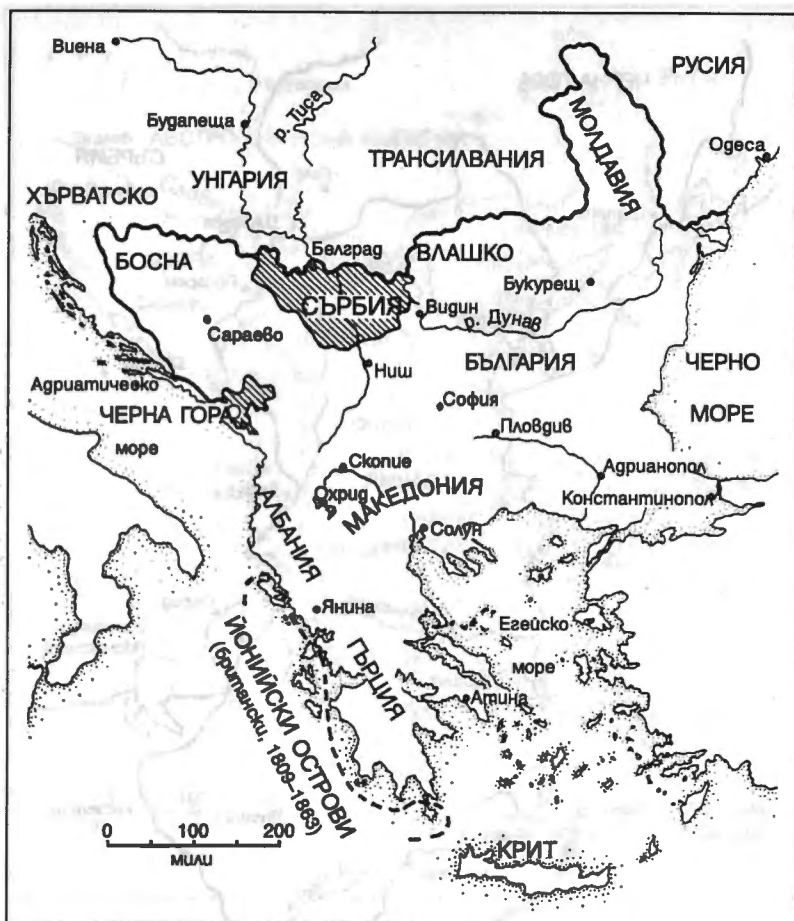 Виена
РУСИЯ
р. Тиса
Будапеща
МОЛДАВИЯ
Одеса
ТРАНСИЛВАНИЯ
УНГАРИЯ
ХЪРВАТСКО
БОСНА
Белград
ВЛАШКО
Букурещ
СЪРБИЯ
Видин
р. Дунав
Сараево
Ниш
БЪЛГАРИЯ
ЧЕРНО
МОРЕ
Адриатическо
море
ЧЕРНА ГОРА
София
Пловдив
Скопие
Адрианопол
Охрид
МАКЕДОНИЯ
Константинопол
АЛБАНИЯ
Солун
Янина
Егейско
море
ГЪРЦИЯ
Атина
ЙОНИЙСКИ ОСТРОВИ
(британски, 1809–1863)
0 100 200
мили
КРИТ